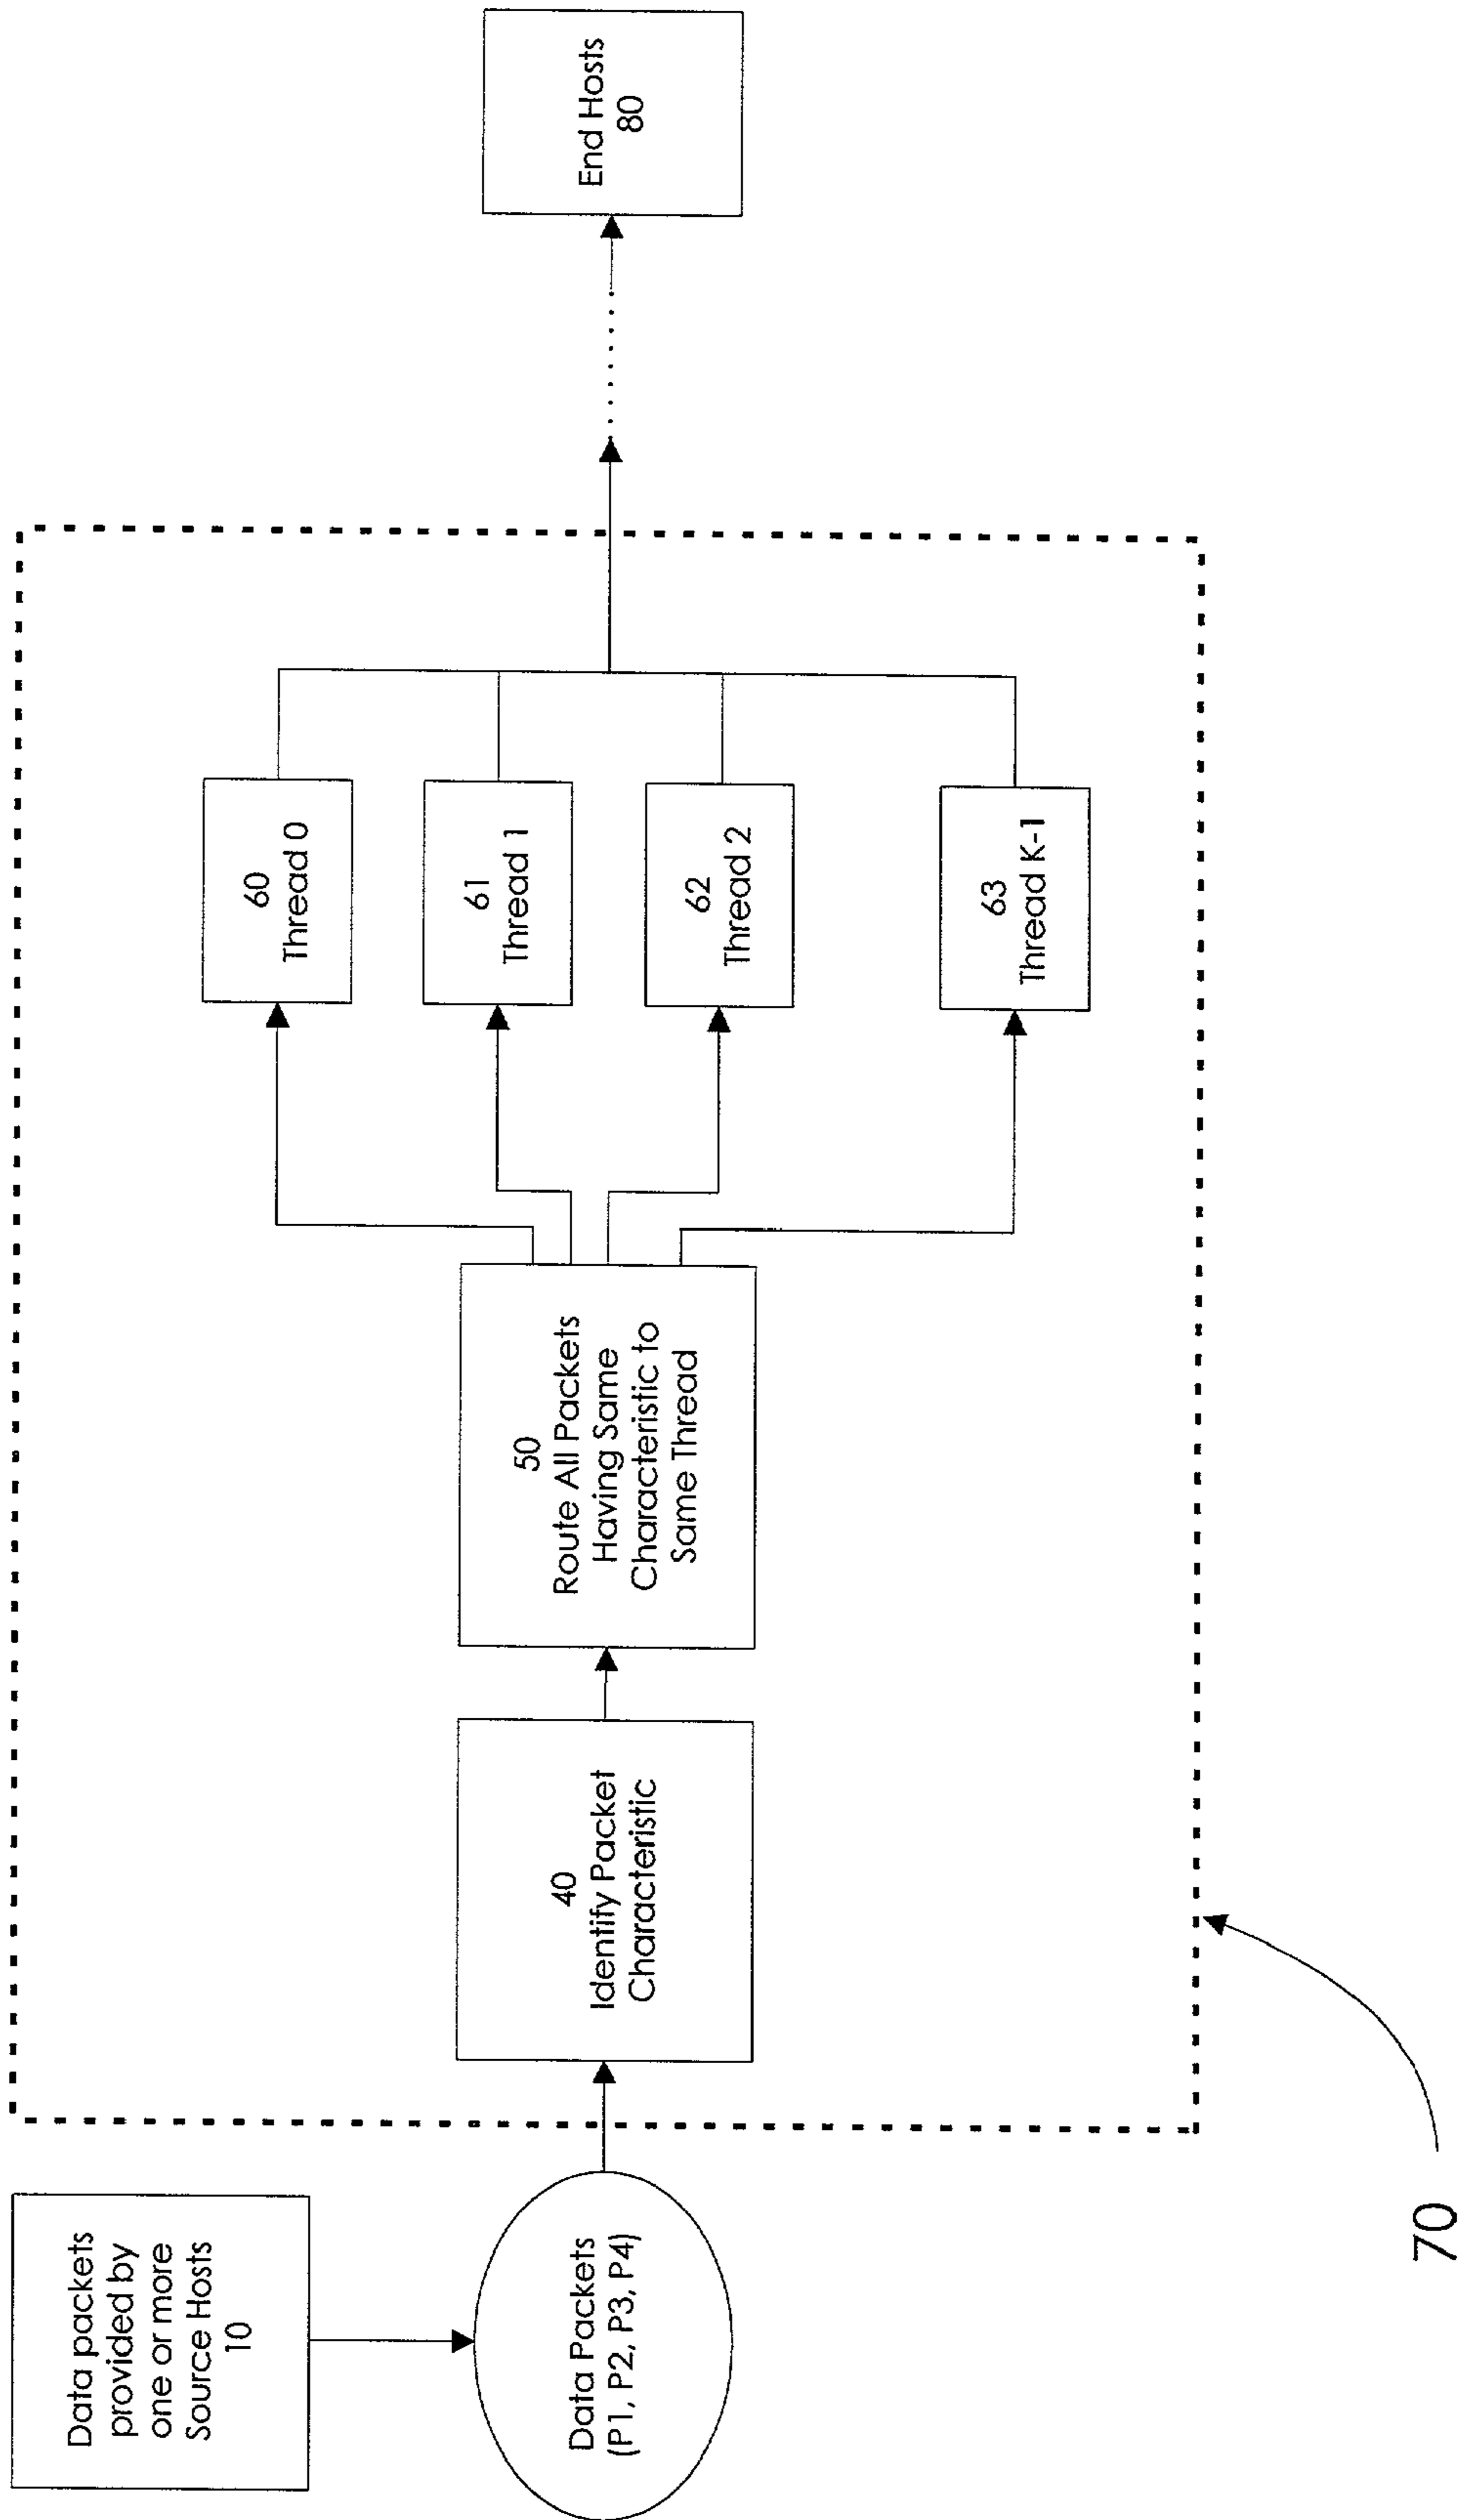 Data packets
provided by
one or more
Source Hosts
10
Data Packets
(P1, P2, P3, P4)
40
Identify Packet
Characteristic
50
Route All Packets
Having Same
Characteristic to
Same Thread
60
Thread 0
61
Thread 1
62
Thread 2
63
Thread K-1
End Hosts
80
70